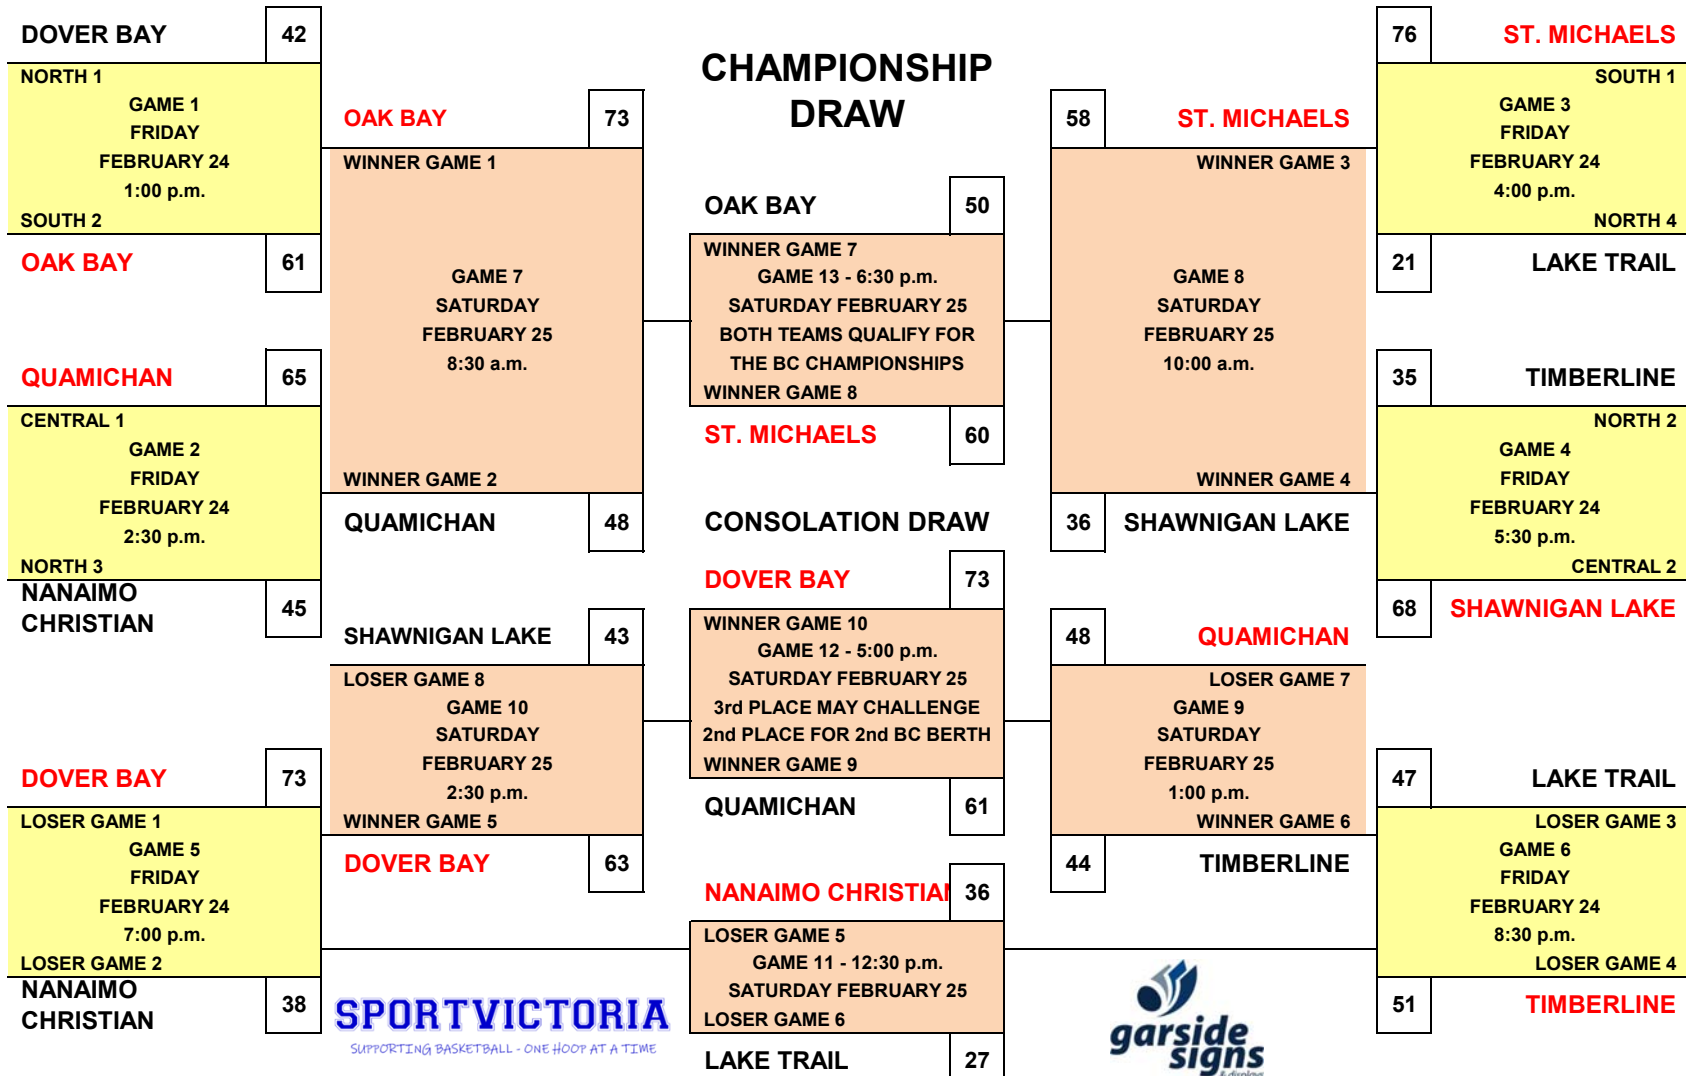 DOVER BAY 42
NORTH 1
GAME 1
FRIDAY
FEBRUARY 24
1:00 p.m.
SOUTH 2
OAK BAY 61
QUAMICHAN 65
CENTRAL 1
GAME 2
FRIDAY
FEBRUARY 24
2:30 p.m.
NORTH 3
NANAIMO
CHRISTIAN 45
DOVER BAY 73
LOSER GAME 1
GAME 5
FRIDAY
FEBRUARY 24
7:00 p.m.
LOSER GAME 2
NANAIMO
CHRISTIAN 38
OAK BAY 73
WINNER GAME 1
GAME 7
SATURDAY
FEBRUARY 25
8:30 a.m.
WINNER GAME 2
QUAMICHAN 48
SHAWNIGAN LAKE 43
LOSER GAME 8
GAME 10
SATURDAY
FEBRUARY 25
2:30 p.m.
WINNER GAME 5
DOVER BAY 63
SPORTVICTORIA
SUPPORTING BASKETBALL - ONE HOOP AT A TIME
CHAMPIONSHIP
DRAW
OAK BAY 50
WINNER GAME 7
GAME 13 - 6:30 p.m.
SATURDAY FEBRUARY 25
BOTH TEAMS QUALIFY FOR
THE BC CHAMPIONSHIPS
WINNER GAME 8
ST. MICHAELS 60
CONSOLATION DRAW
DOVER BAY 73
WINNER GAME 10
GAME 12 - 5:00 p.m.
SATURDAY FEBRUARY 25
3rd PLACE MAY CHALLENGE
2nd PLACE FOR 2nd BC BERTH
WINNER GAME 9
QUAMICHAN 61
NANAIMO CHRISTIAN 36
LOSER GAME 5
GAME 11 - 12:30 p.m.
SATURDAY FEBRUARY 25
LOSER GAME 6
LAKE TRAIL 27
58 ST. MICHAELS
WINNER GAME 3
GAME 8
SATURDAY
FEBRUARY 25
10:00 a.m.
WINNER GAME 4
36 SHAWNIGAN LAKE
48 QUAMICHAN
LOSER GAME 7
GAME 9
SATURDAY
FEBRUARY 25
1:00 p.m.
WINNER GAME 6
44 TIMBERLINE
garside
signs
& displays
76 ST. MICHAELS
SOUTH 1
GAME 3
FRIDAY
FEBRUARY 24
4:00 p.m.
NORTH 4
21 LAKE TRAIL
35 TIMBERLINE
NORTH 2
GAME 4
FRIDAY
FEBRUARY 24
5:30 p.m.
CENTRAL 2
68 SHAWNIGAN LAKE
47 LAKE TRAIL
LOSER GAME 3
GAME 6
FRIDAY
FEBRUARY 24
8:30 p.m.
LOSER GAME 4
51 TIMBERLINE